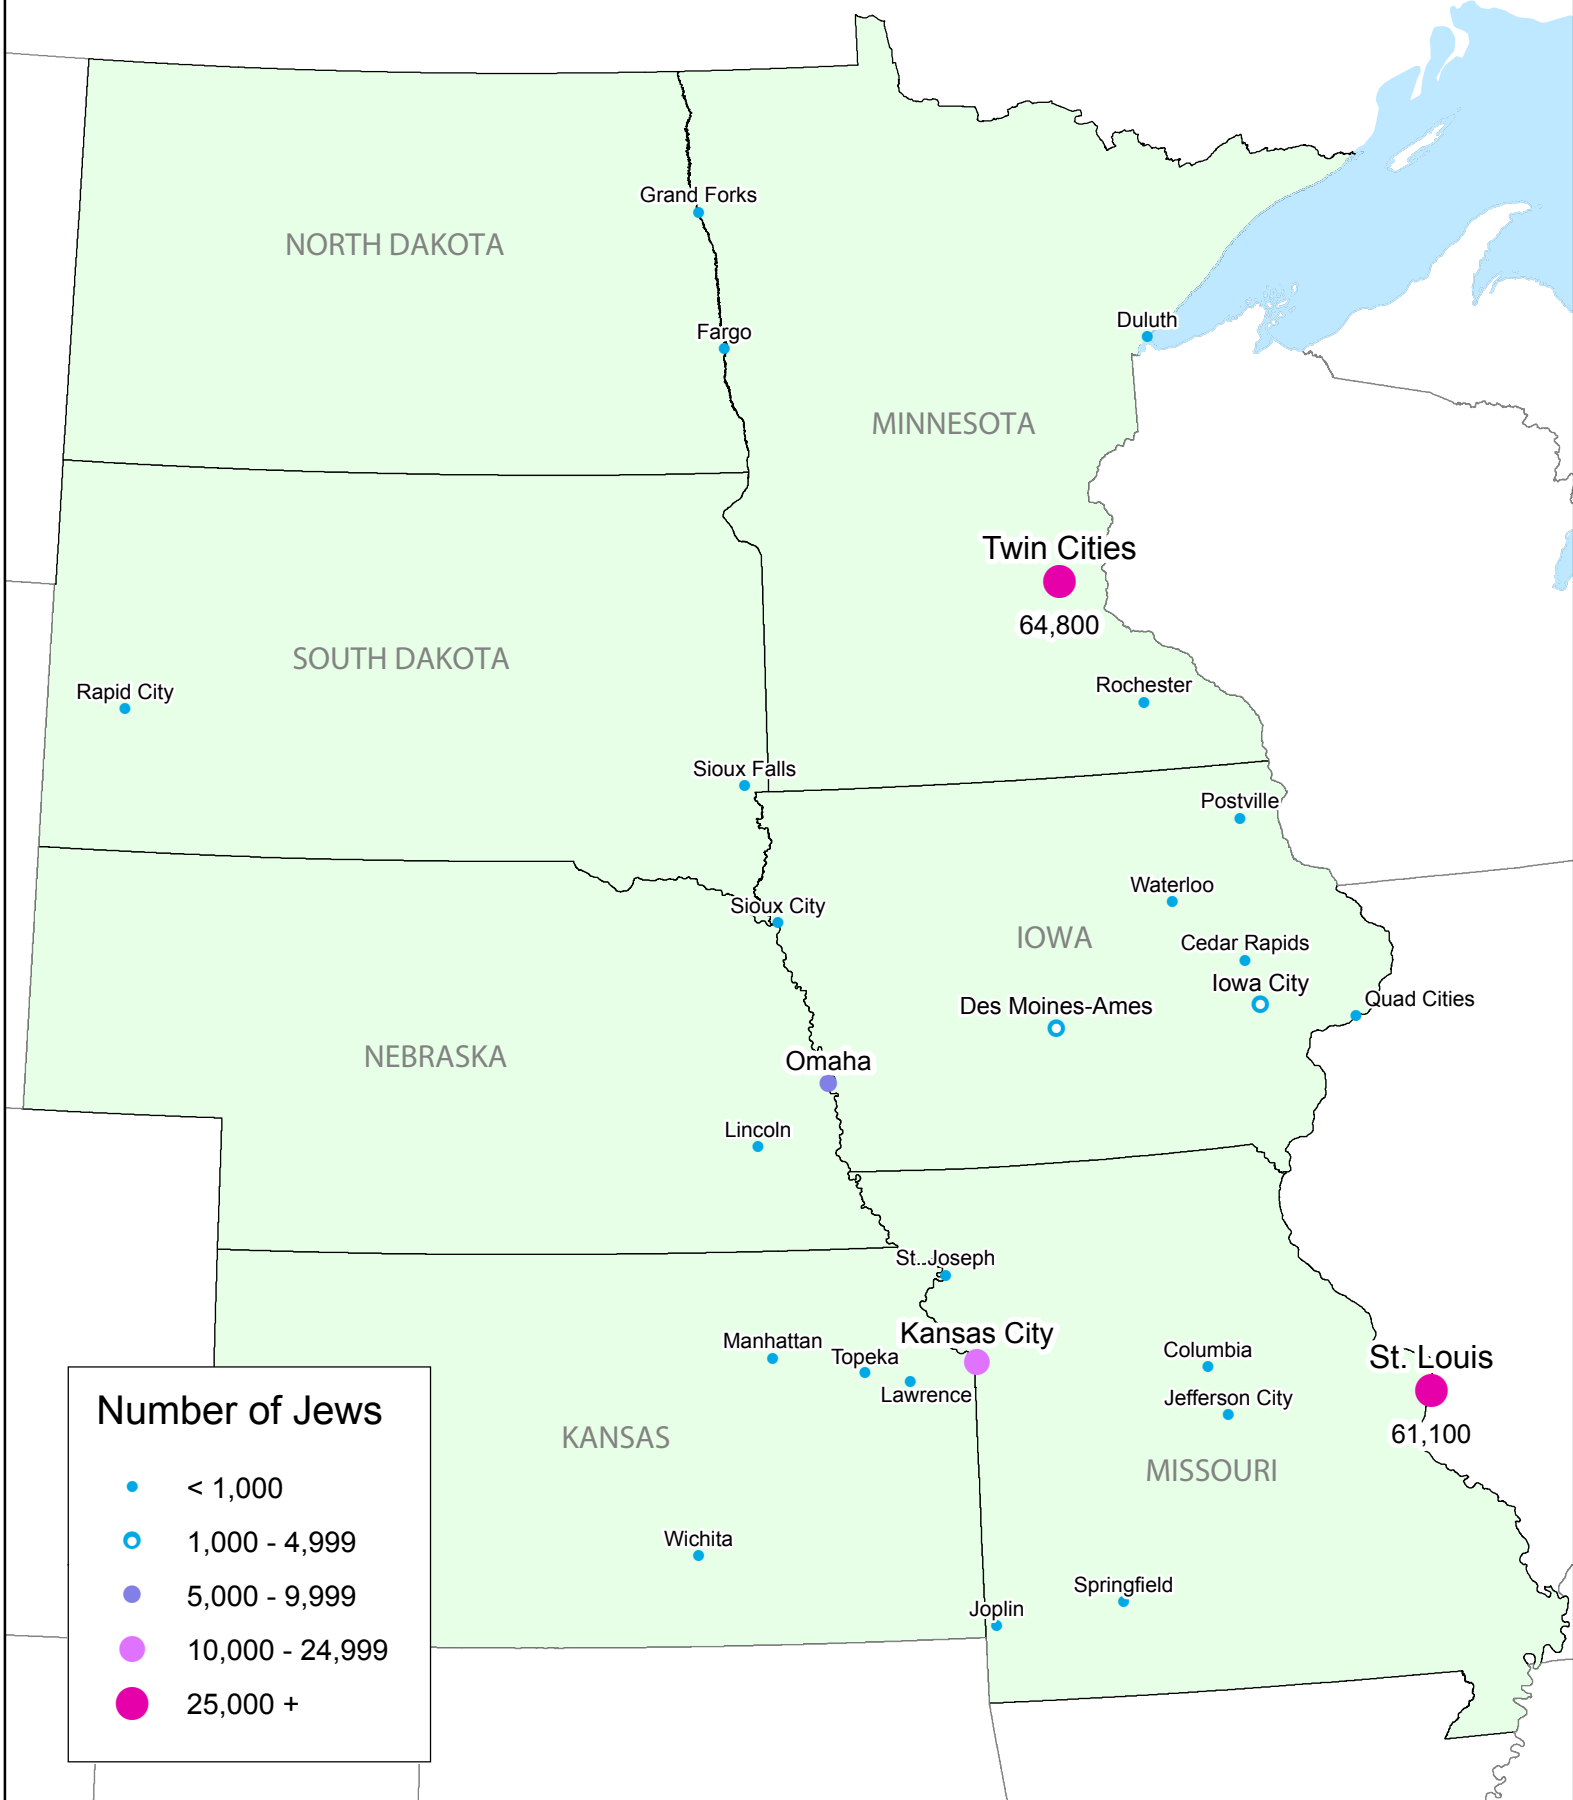 Grand Forks
NORTH DAKOTA
Duluth
Fargo
MINNESOTA
Twin Cities
64,800
SOUTH DAKOTA
Rapid City
Rochester
Sioux Falls
Postville
Waterloo
Sioux City
IOWA
Cedar Rapids
Iowa City
Quad Cities
Des Moines-Ames
NEBRASKA
Omaha
Lincoln
St. Joseph
Kansas City
Manhattan
Topeka
Lawrence
Columbia
St. Louis
Jefferson City
61,100
KANSAS
MISSOURI
Wichita
Springfield
Joplin
Number of Jews
< 1,000
1,000 - 4,999
5,000 - 9,999
10,000 - 24,999
25,000 +